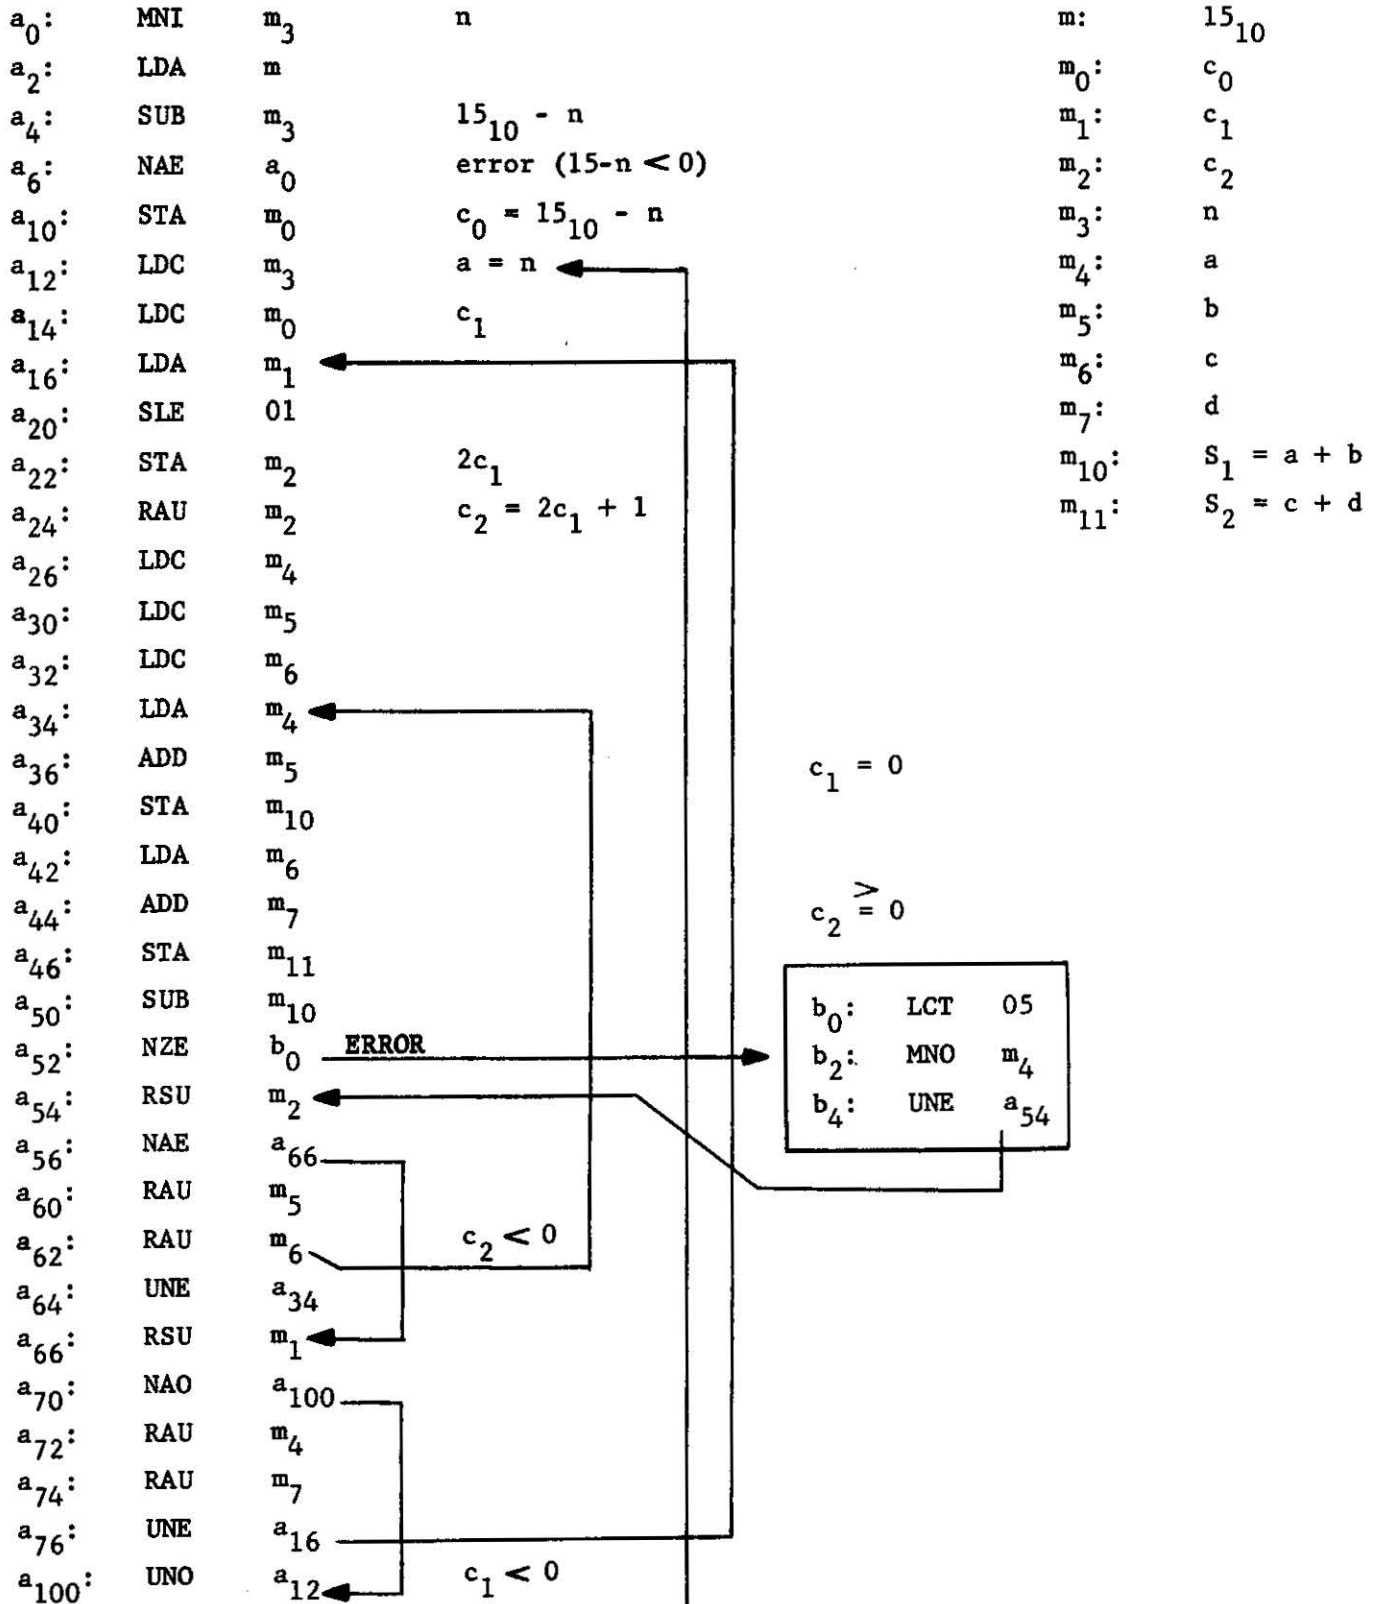 a0: MNI m3 n m: 15₁₀
a2: LDA m m0: c0
a4: SUB m3 15₁₀ - n m1: c1
a6: NAE a0 error (15-n < 0) m2: c2
a10: STA m0 c0 = 15₁₀ - n m3: n
a12: LDC m3 a = n m4: a
a14: LDC m0 c1 m5: b
a16: LDA m1 m6: c
a20: SLE 01 m7: d
a22: STA m2 2c1 m10: S1 = a + b
a24: RAU m2 c2 = 2c1 + 1 m11: S2 = c + d
a26: LDC m4
a30: LDC m5
a32: LDC m6
a34: LDA m4
a36: ADD m5 c1 = 0
a40: STA m10
a42: LDA m6
a44: ADD m7 c2 >= 0
a46: STA m11
a50: SUB m10 b0: LCT 05
a52: NZE b0 ERROR b2: MNO m4
a54: RSU m2 b4: UNE a54
a56: NAE a66
a60: RAU m5
a62: RAU m6 c2 < 0
a64: UNE a34
a66: RSU m1
a70: NAO a100
a72: RAU m4
a74: RAU m7
a76: UNE a16
a100: UNO a12 c1 < 0